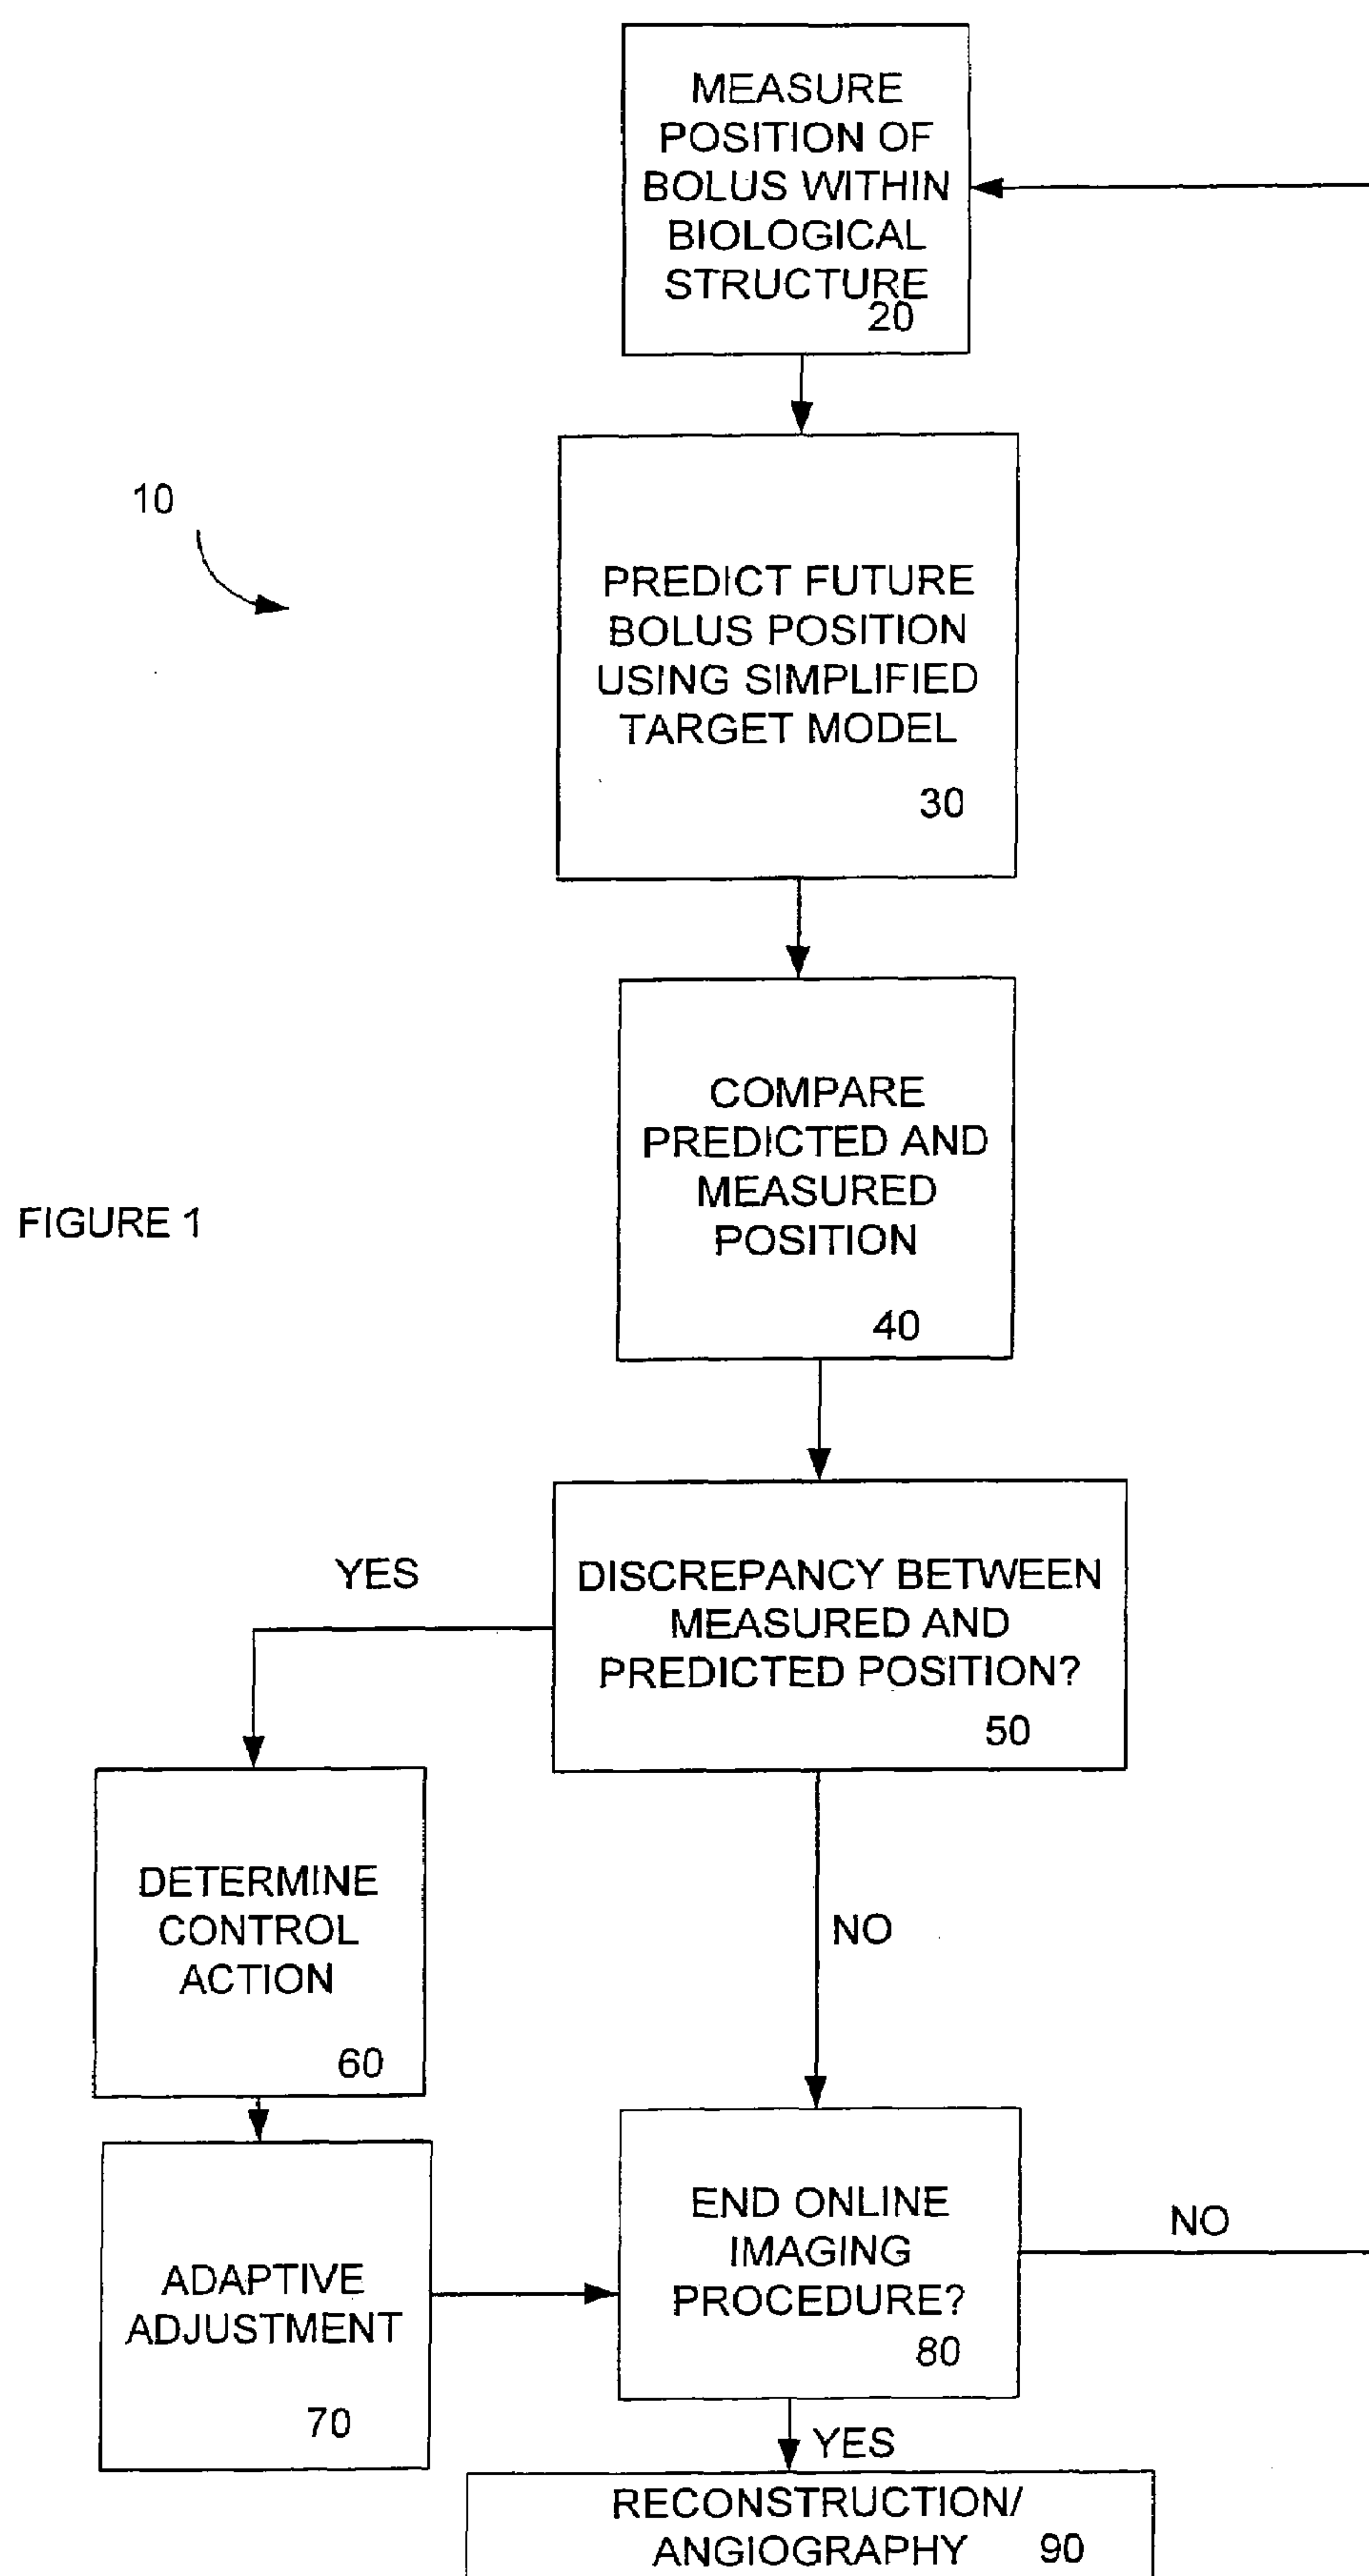 MEASURE
POSITION OF
BOLUS WITHIN
BIOLOGICAL
STRUCTURE
20
10
PREDICT FUTURE
BOLUS POSITION
USING SIMPLIFIED
TARGET MODEL
30
COMPARE
PREDICTED AND
MEASURED
POSITION
40
FIGURE 1
YES
DISCREPANCY BETWEEN
MEASURED AND
PREDICTED POSITION?
50
DETERMINE
CONTROL
ACTION
60
NO
ADAPTIVE
ADJUSTMENT
70
END ONLINE
IMAGING
PROCEDURE?
80
NO
YES
RECONSTRUCTION/
ANGIOGRAPHY 90